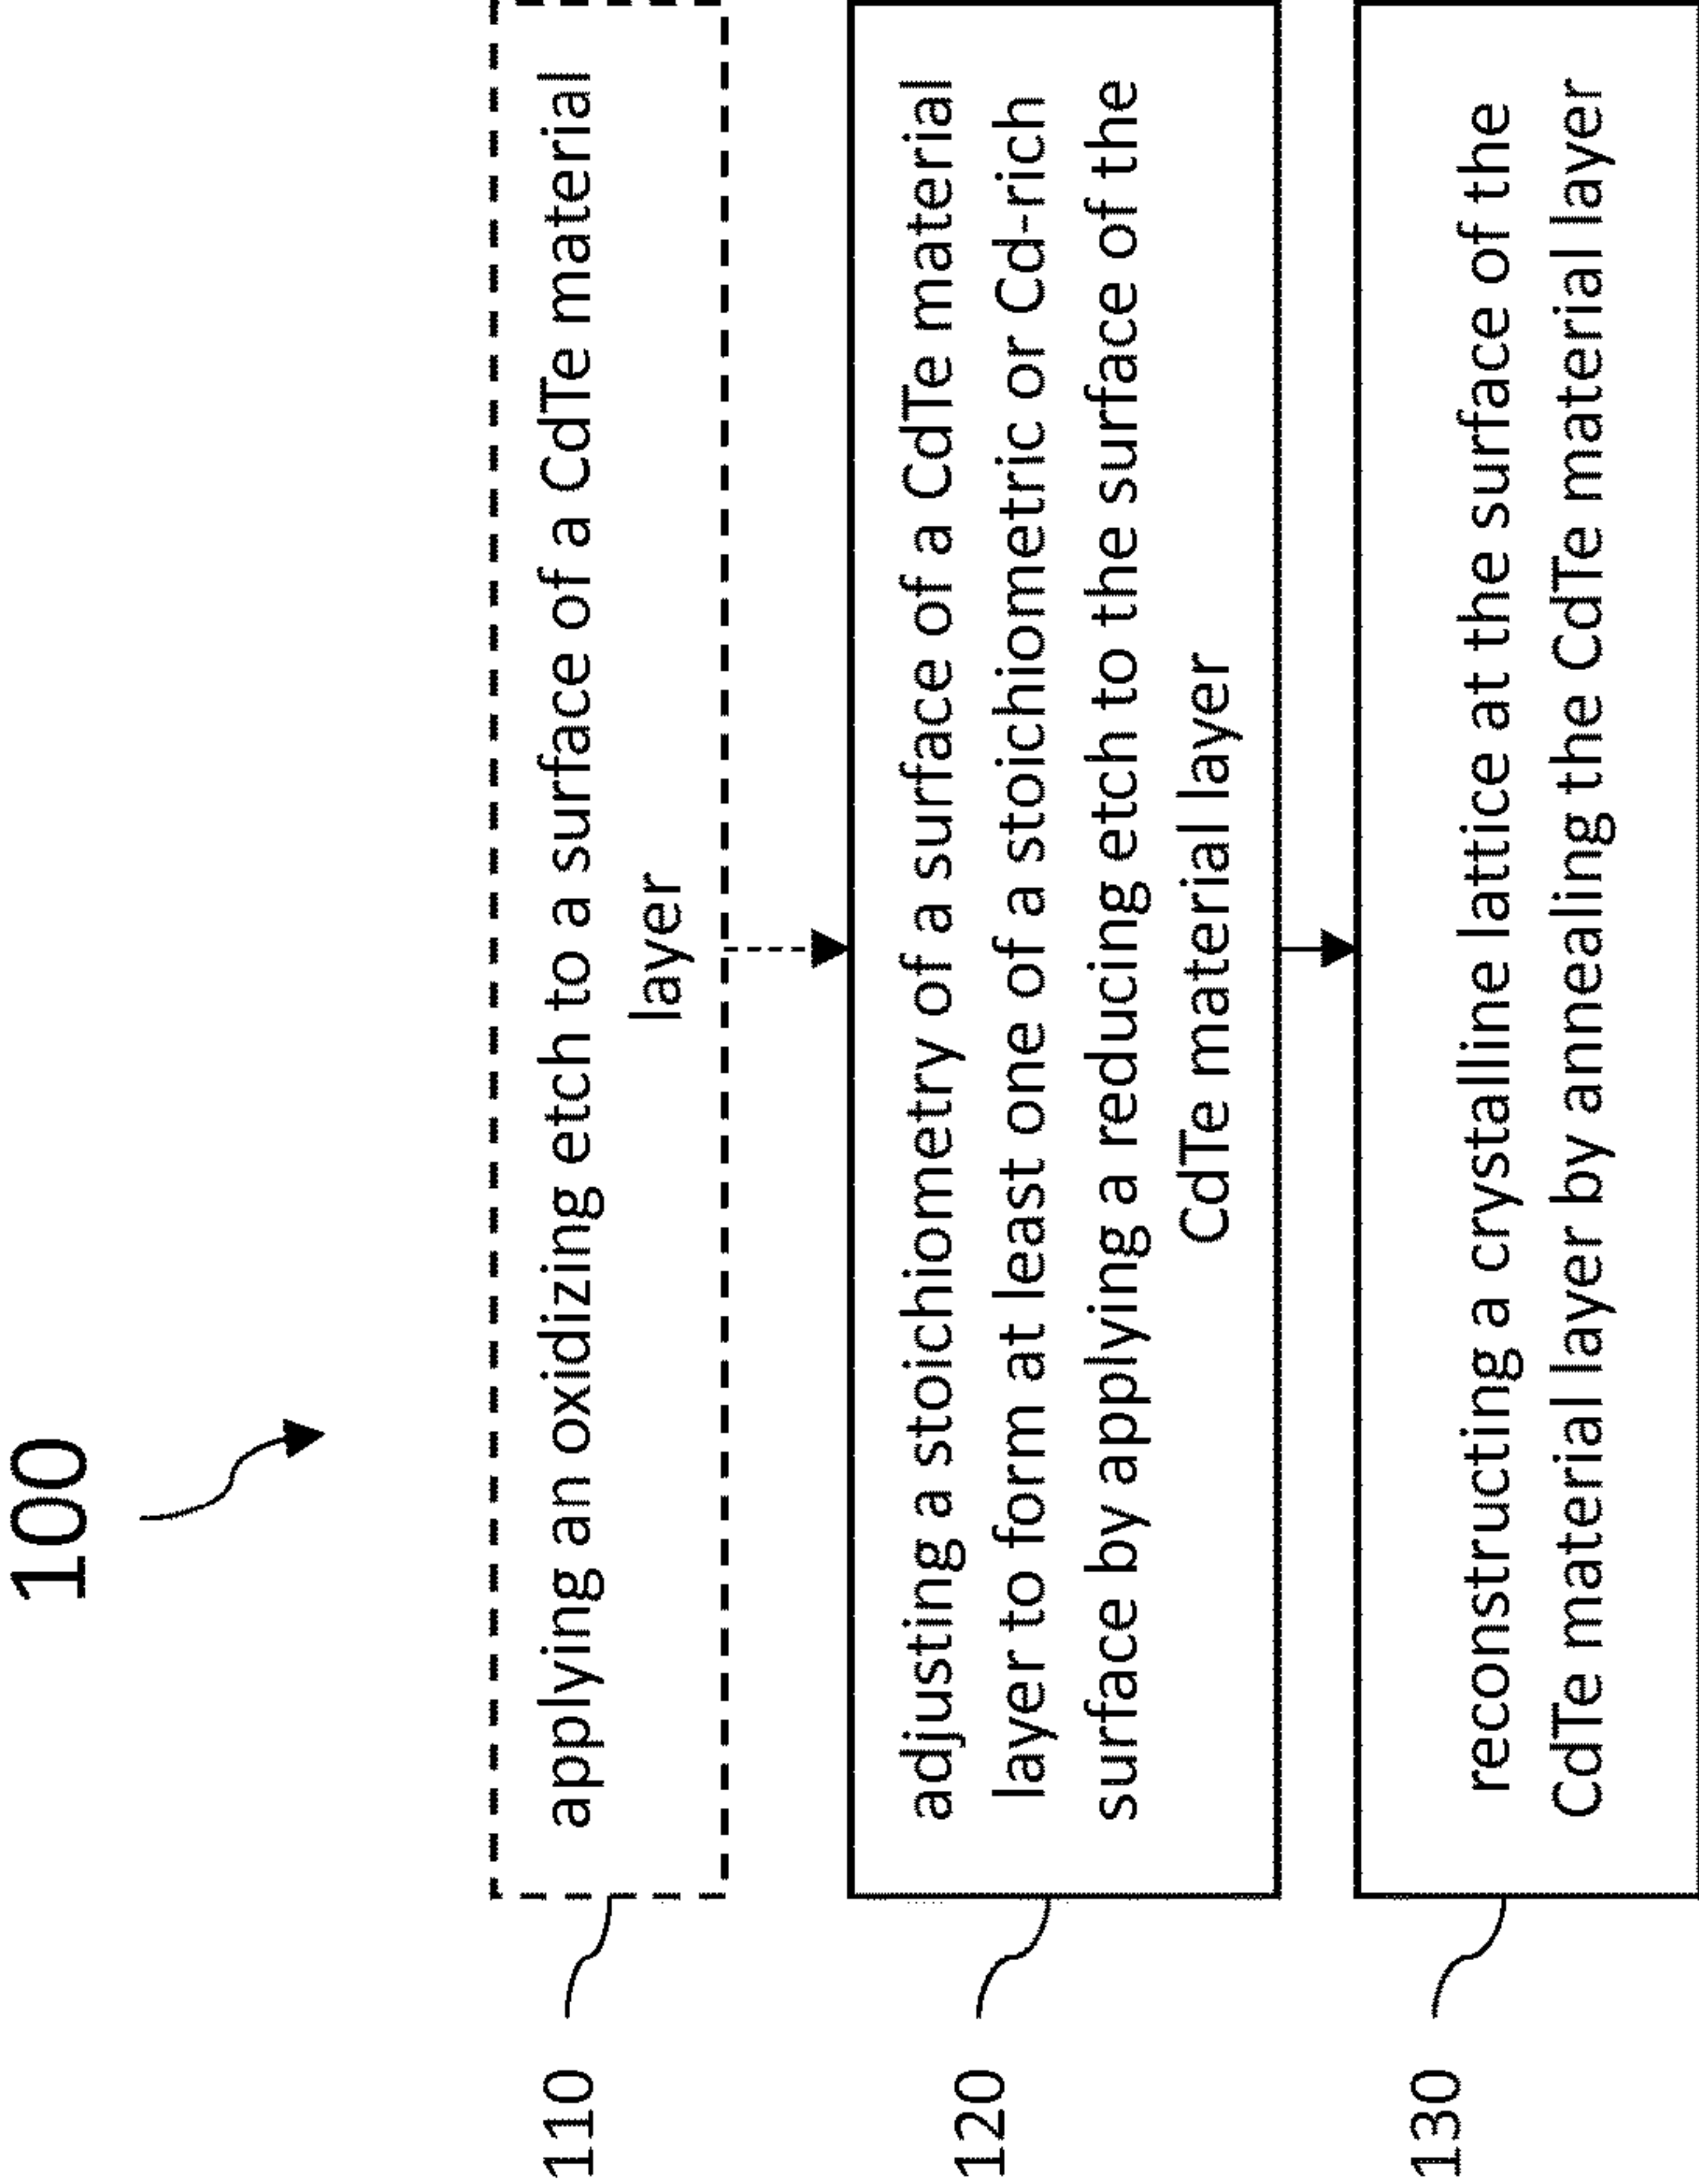 100
110
applying an oxidizing etch to a surface of a CdTe material
layer
120
adjusting a stoichiometry of a surface of a CdTe material
layer to form at least one of a stoichiometric or Cd-rich
surface by applying a reducing etch to the surface of the
CdTe material layer
130
reconstructing a crystalline lattice at the surface of the
CdTe material layer by annealing the CdTe material layer